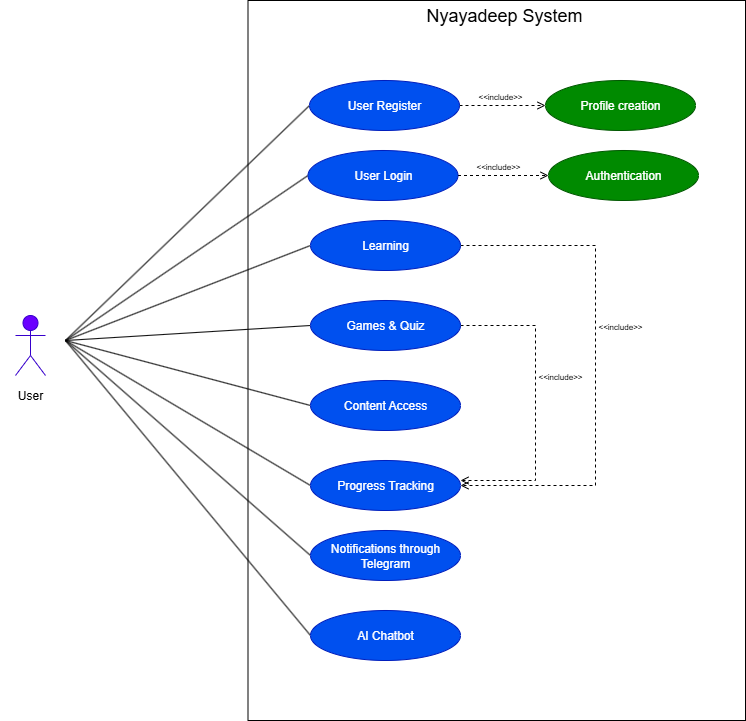 Nyayadeep System
User Register
<<include>>
Profile creation
User Login
<<include>>
Authentication
Learning
Games & Quiz
<<include>>
<<include>>
User
Content Access
Progress Tracking
Notifications through
Telegram
AI Chatbot